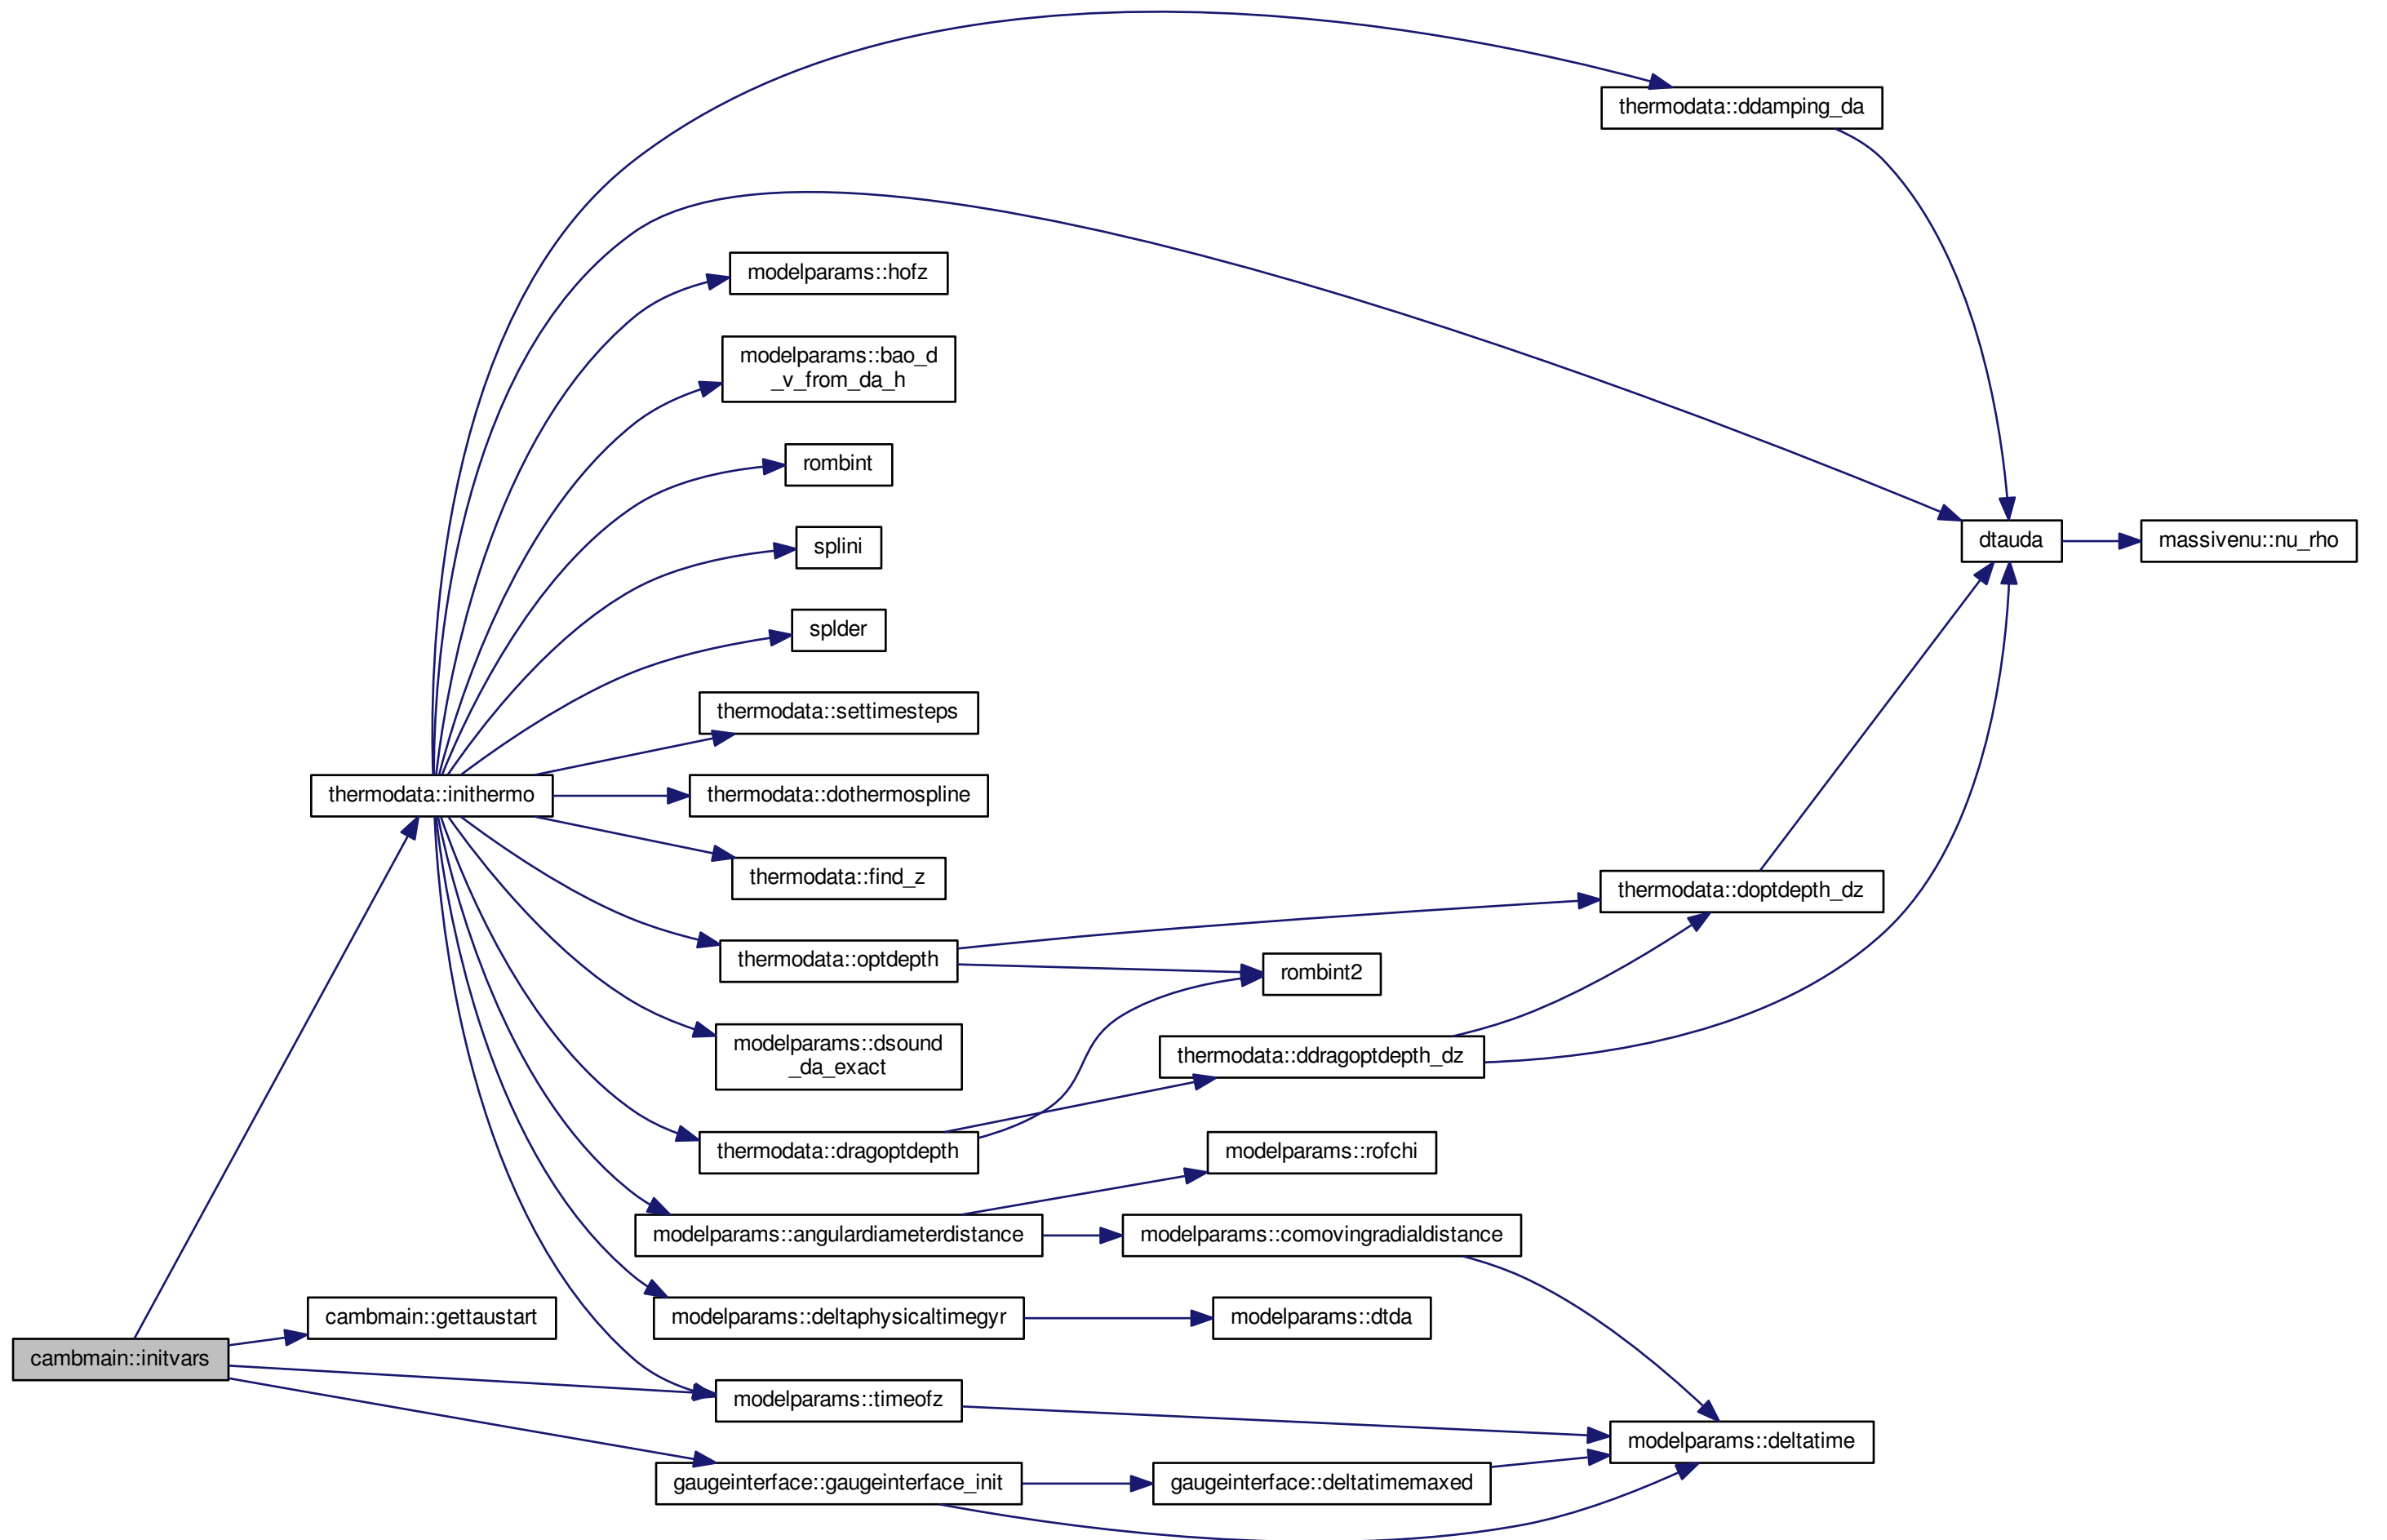 thermodata::ddamping_da
modelparams::hofz
modelparams::bao_d
_v_from_da_h
rombint
dtauda
massivenu::nu_rho
splini
splder
thermodata::settimesteps
thermodata::inithermo
thermodata::dothermospline
thermodata::find_z
thermodata::doptdepth_dz
thermodata::optdepth
rombint2
modelparams::dsound
_da_exact
thermodata::ddragoptdepth_dz
thermodata::dragoptdepth
modelparams::rofchi
modelparams::angulardiameterdistance
modelparams::comovingradialdistance
cambmain::gettaustart
modelparams::deltaphysicaltimegyr
modelparams::dtda
cambmain::initvars
modelparams::timeofz
modelparams::deltatime
gaugeinterface::gaugeinterface_init
gaugeinterface::deltatimemaxed